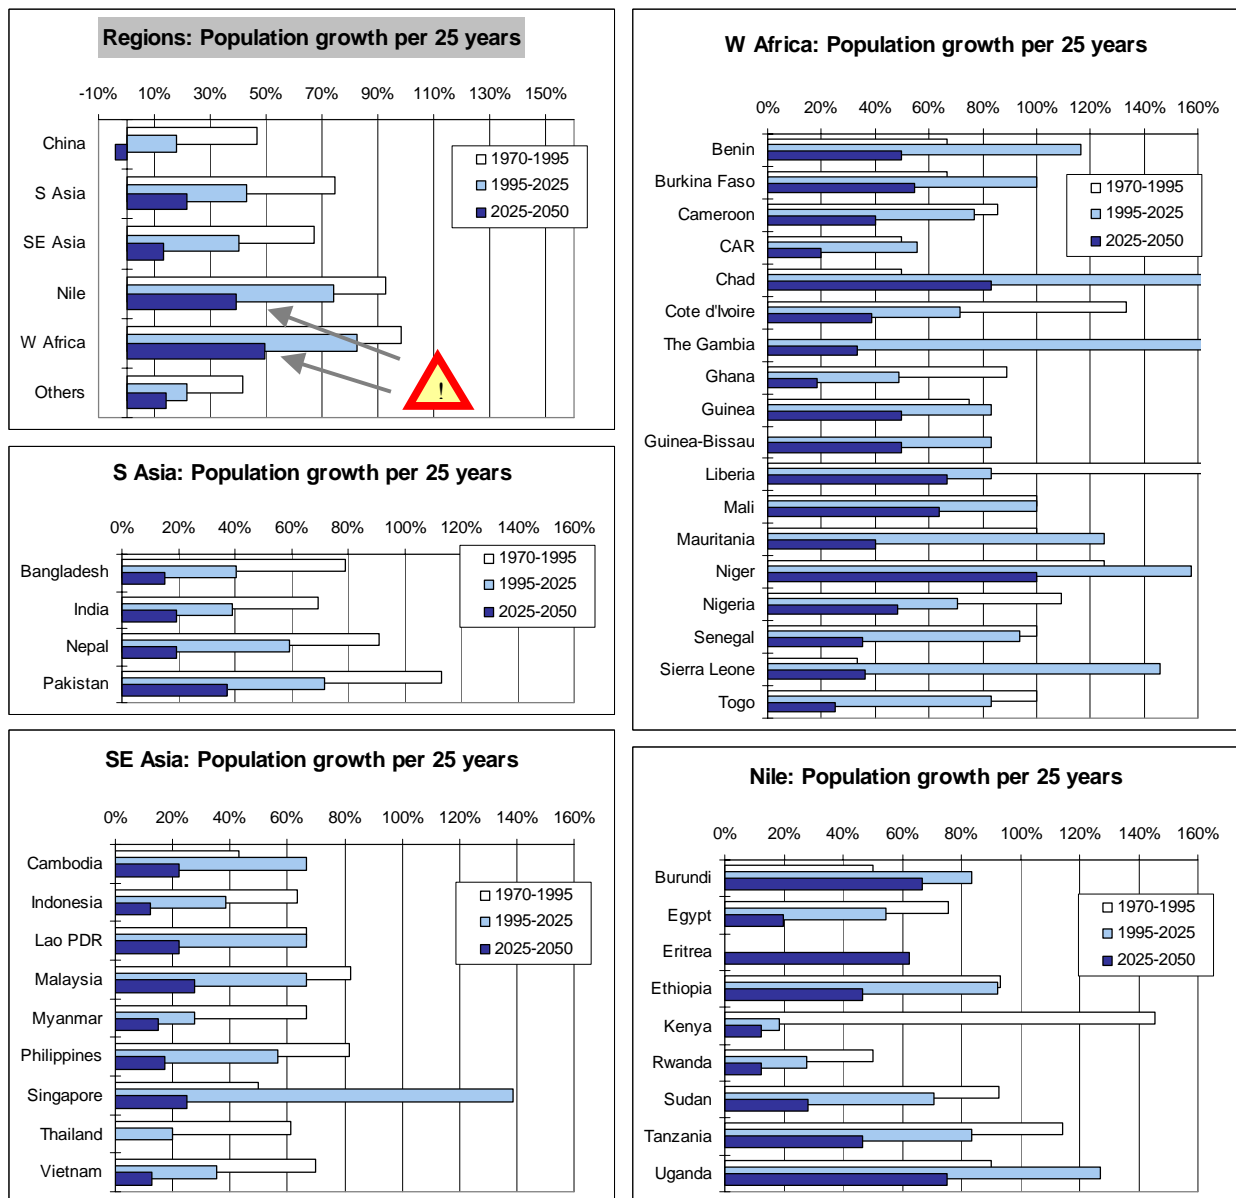 Regions: Population growth per 25 years
-10% 10% 30% 50% 70% 90% 110% 130% 150%
China
S Asia
SE Asia
Nile
W Africa
Others
1970-1995
1995-2025
2025-2050
!
S Asia: Population growth per 25 years
0% 20% 40% 60% 80% 100% 120% 140% 160%
Bangladesh
India
Nepal
Pakistan
1970-1995
1995-2025
2025-2050
SE Asia: Population growth per 25 years
0% 20% 40% 60% 80% 100% 120% 140% 160%
Cambodia
Indonesia
Lao PDR
Malaysia
Myanmar
Philippines
Singapore
Thailand
Vietnam
1970-1995
1995-2025
2025-2050
W Africa: Population growth per 25 years
0% 20% 40% 60% 80% 100% 120% 140% 160%
Benin
Burkina Faso
Cameroon
CAR
Chad
Cote d'Ivoire
The Gambia
Ghana
Guinea
Guinea-Bissau
Liberia
Mali
Mauritania
Niger
Nigeria
Senegal
Sierra Leone
Togo
1970-1995
1995-2025
2025-2050
Nile: Population growth per 25 years
0% 20% 40% 60% 80% 100% 120% 140% 160%
Burundi
Egypt
Eritrea
Ethiopia
Kenya
Rwanda
Sudan
Tanzania
Uganda
1970-1995
1995-2025
2025-2050